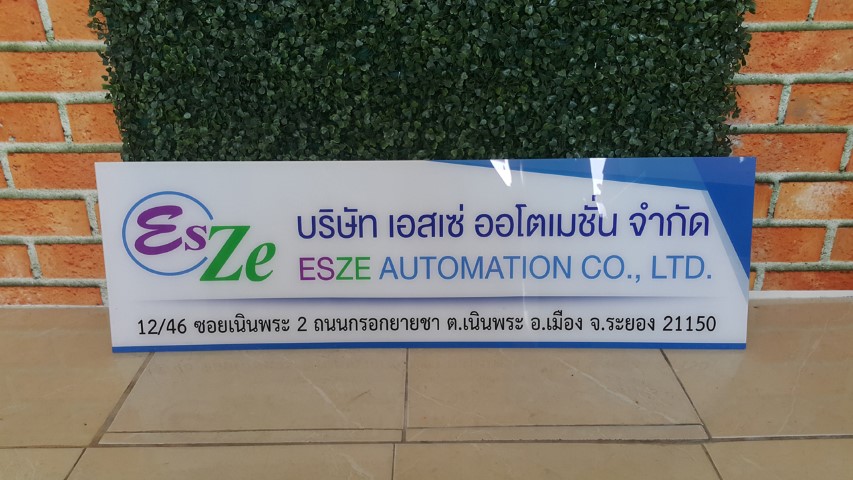 EsZe
บริษัท เอสเซ่ ออโตเมชั่น จำกัด
ESZE AUTOMATION CO., LTD.
12/46 ซอยเนินพระ 2 ถนนกรอกยายชา ต.เนินพระ อ.เมือง จ.ระยอง 21150